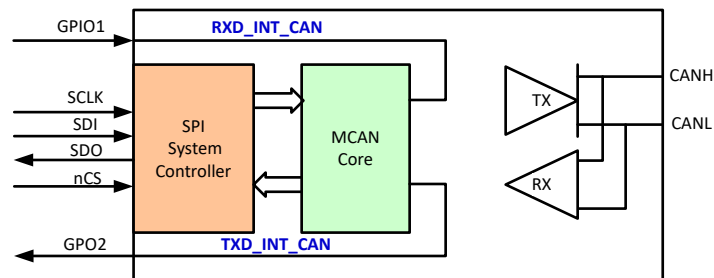 GPIO1
RXD_INT_CAN
SCLK
SDI
SDO
nCS
SPI
System
Controller
MCAN
Core
TX
RX
CANH
CANL
GPO2
TXD_INT_CAN